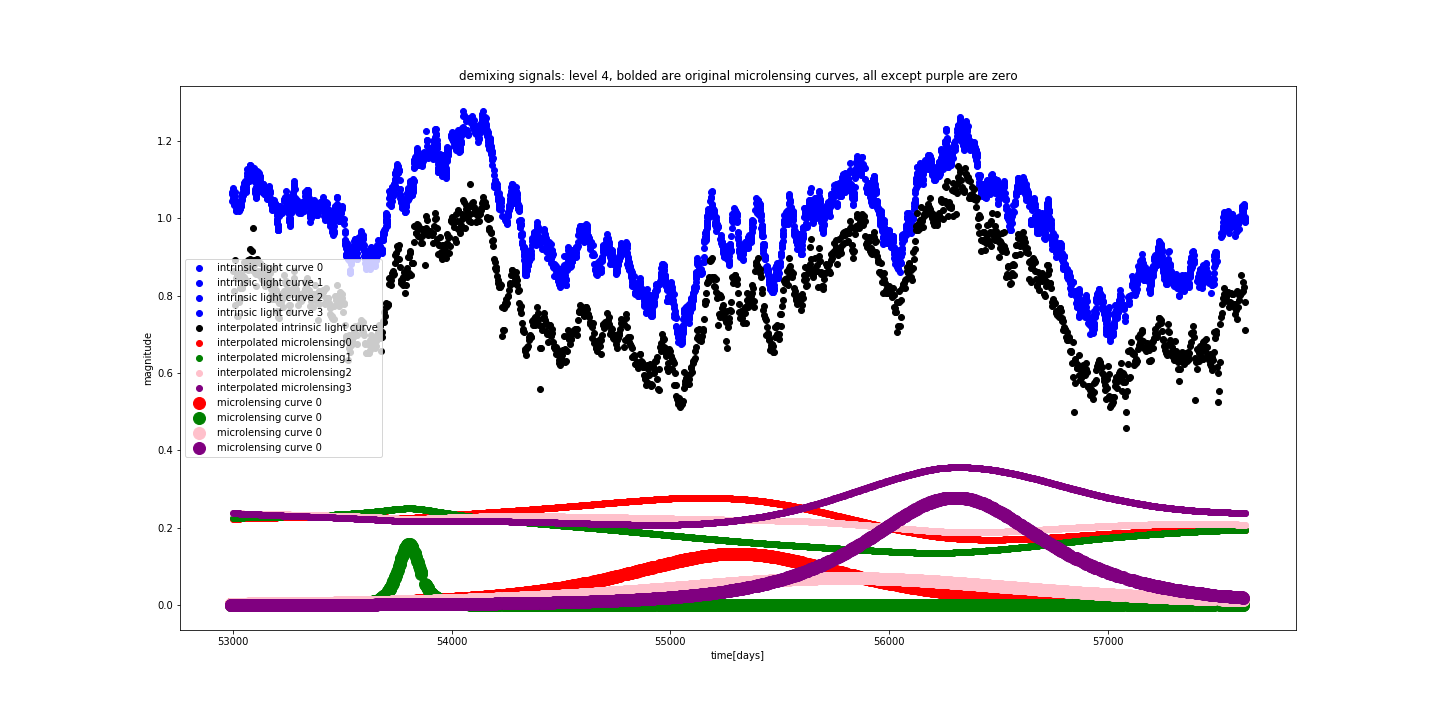 demixing signals: level 4, bolded are original microlensing curves, all except purple are zero
magnitude
1.2
1.0
0.8
0.6
0.4
0.2
0.0
intrinsic light curve 0
intrinsic light curve 1
intrinsic light curve 2
intrinsic light curve 3
interpolated intrinsic light curve
interpolated microlensing0
interpolated microlensing1
interpolated microlensing2
interpolated microlensing3
microlensing curve 0
microlensing curve 0
microlensing curve 0
microlensing curve 0
53000
54000
55000
56000
57000
time[days]